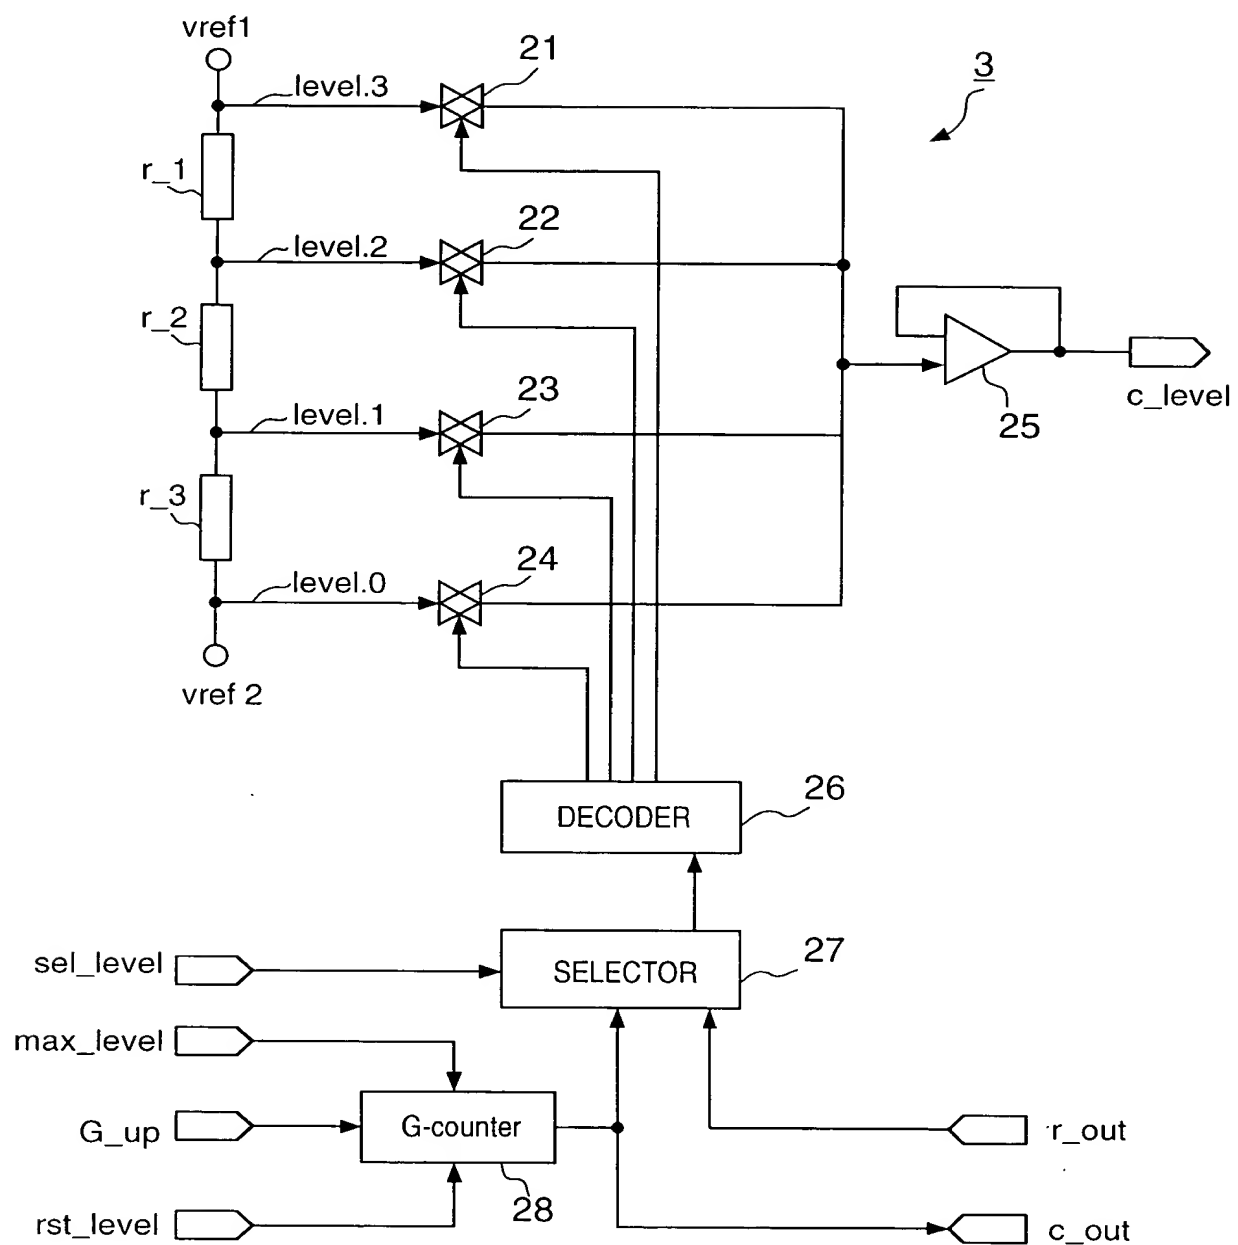 vref1
21
3
level.3
r_1
22
level.2
r_2
23
level.1
c_level
25
r_3
24
level.0
vref 2
26
DECODER
27
sel_level
SELECTOR
max_level
G_up
G-counter
r_out
28
rst_level
c_out